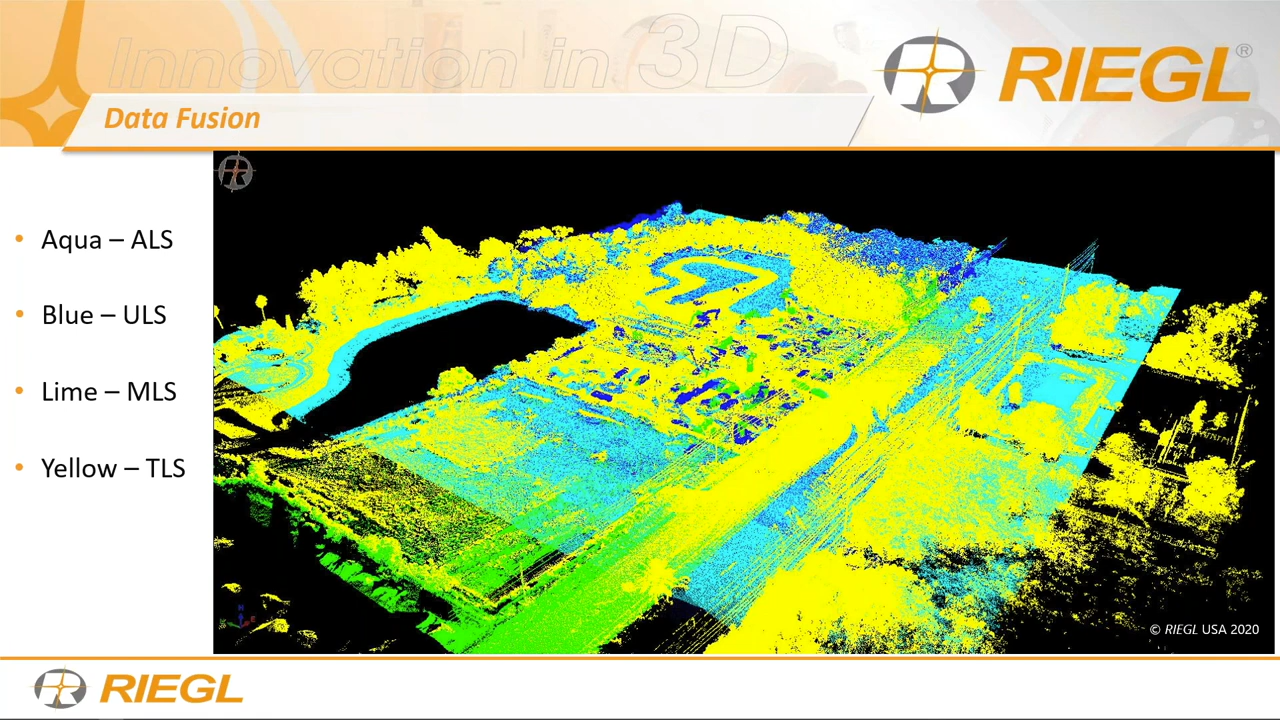 Innovation in 3D
RIEGL®
Data Fusion
• Aqua – ALS
• Blue – ULS
• Lime – MLS
• Yellow – TLS
© RIEGL USA 2020
RIEGL